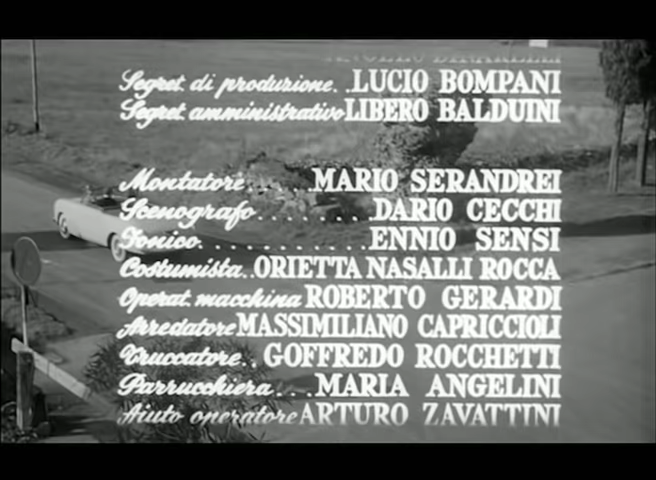 Segret. di produzione. . LUCIO BOMPANI
Segret. amministrativo LIBERO BALDUINI
Montatore . . . . . MARIO SERANDREI
Scenografo . . . . . . . . DARIO CECCHI
Fonico. . . . . . . . . . . . ENNIO SENSI
Costumista. . ORIETTA NASALLI ROCCA
Operat. macchina ROBERTO GERARDI
Arredatore MASSIMILIANO CAPRICCIOLI
Truccatore. . GOFFREDO ROCCHETTI
Parrucchiera . . . MARIA ANGELINI
Aiuto operatore ARTURO ZAVATTINI